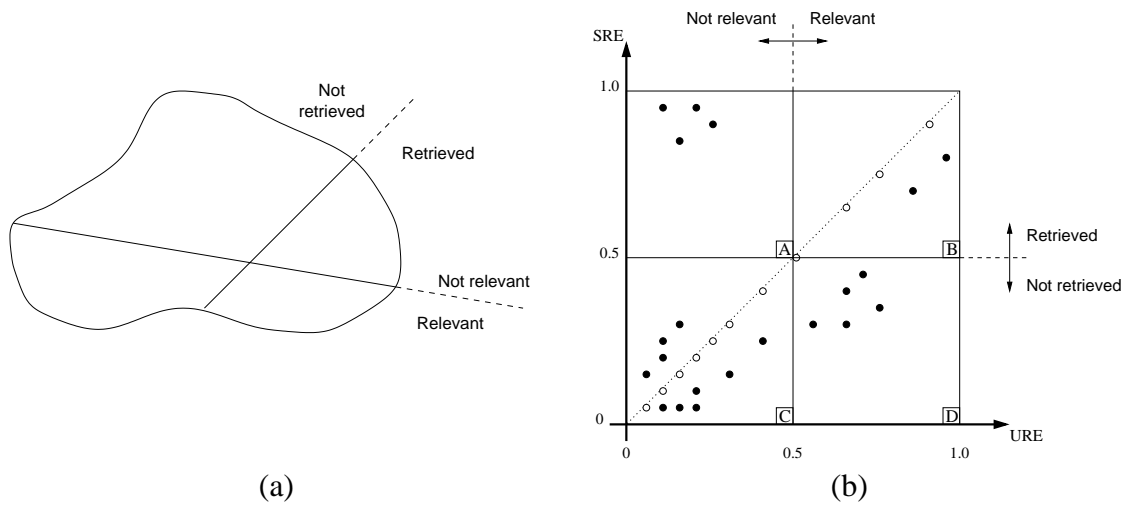 Not
retrieved
Retrieved
Not relevant
Relevant
(a)
Not relevant
Relevant
SRE
1.0
A
B
Retrieved
0.5
Not retrieved
0
C
D
URE
0
0.5
1.0
(b)